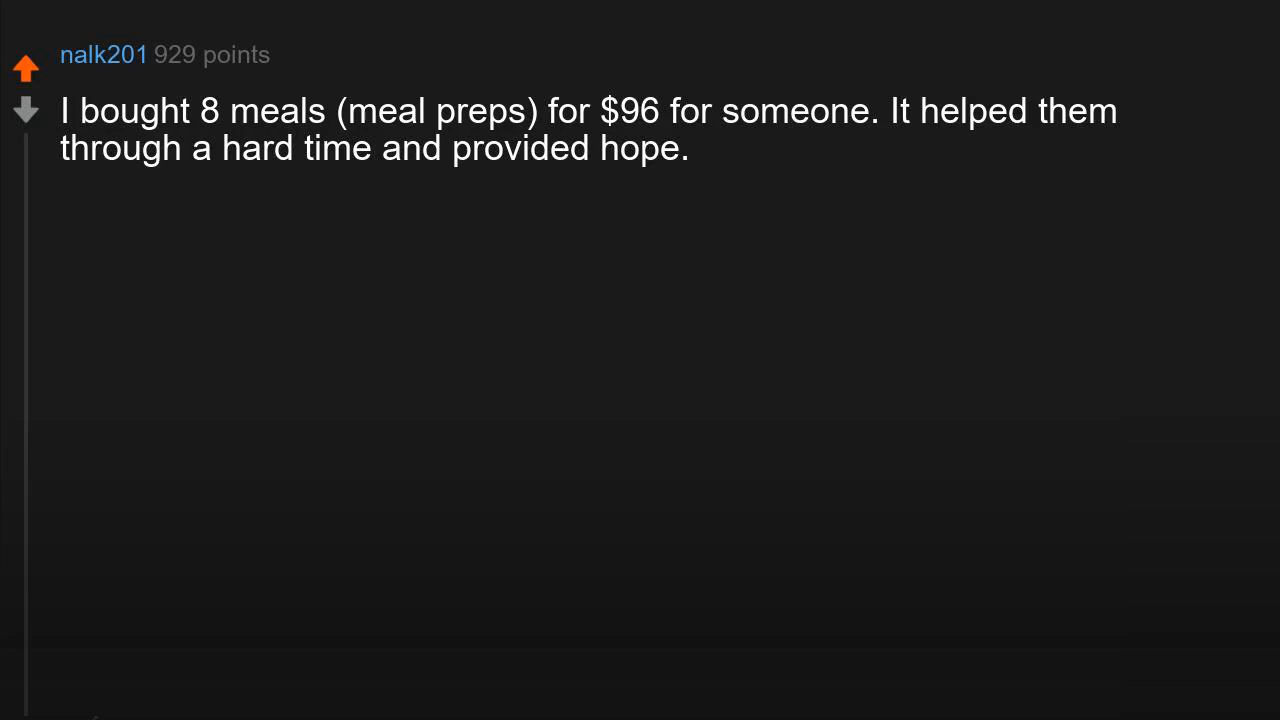 nalk201 929 points
I bought 8 meals (meal preps) for $96 for someone. It helped them
through a hard time and provided hope.